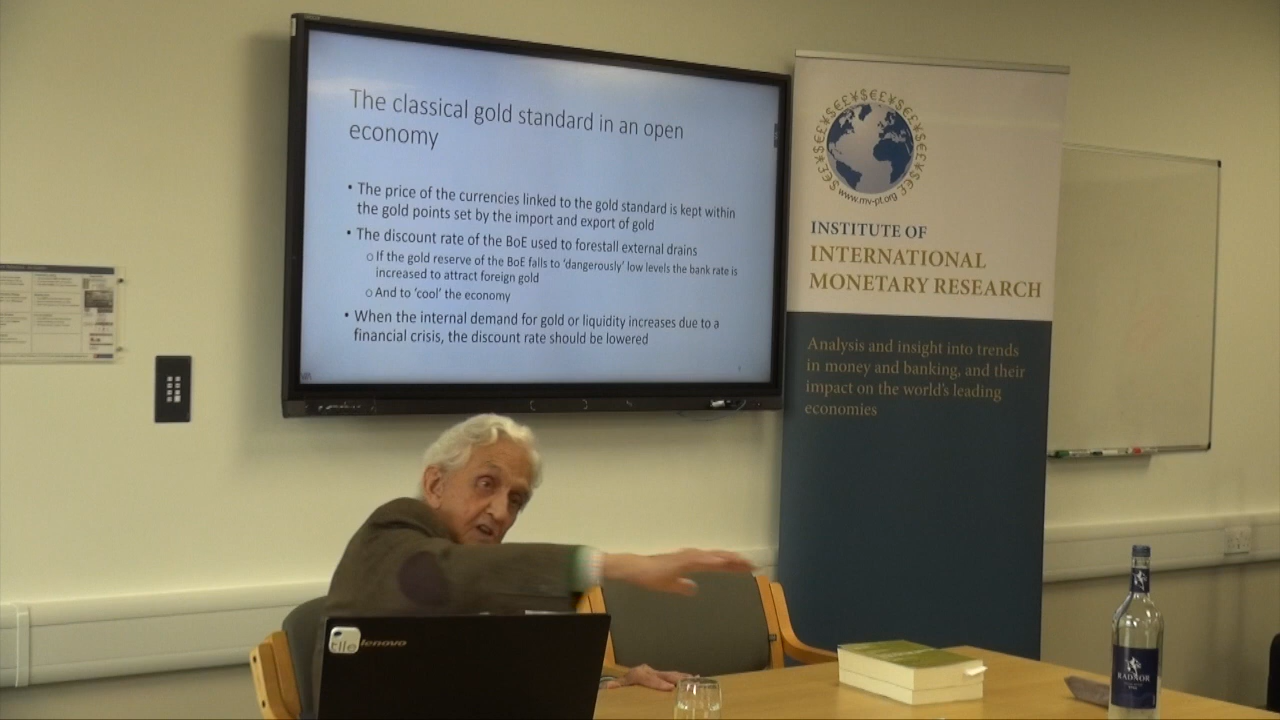 The classical gold standard in an open
economy
• The price of the currencies linked to the gold standard is kept within
the gold points set by the import and export of gold
• The discount rate of the BoE used to forestall external drains
o If the gold reserve of the BoE falls to ‘dangerously’ low levels the bank rate is
increased to attract foreign gold
o And to ‘cool’ the economy
• When the internal demand for gold or liquidity increases due to a
financial crisis, the discount rate should be lowered
www.mv-pt.org
INSTITUTE OF
INTERNATIONAL
MONETARY RESEARCH
Analysis and insight into trends
in money and banking, and their
impact on the world's leading
economies
lenovo
RADNOR